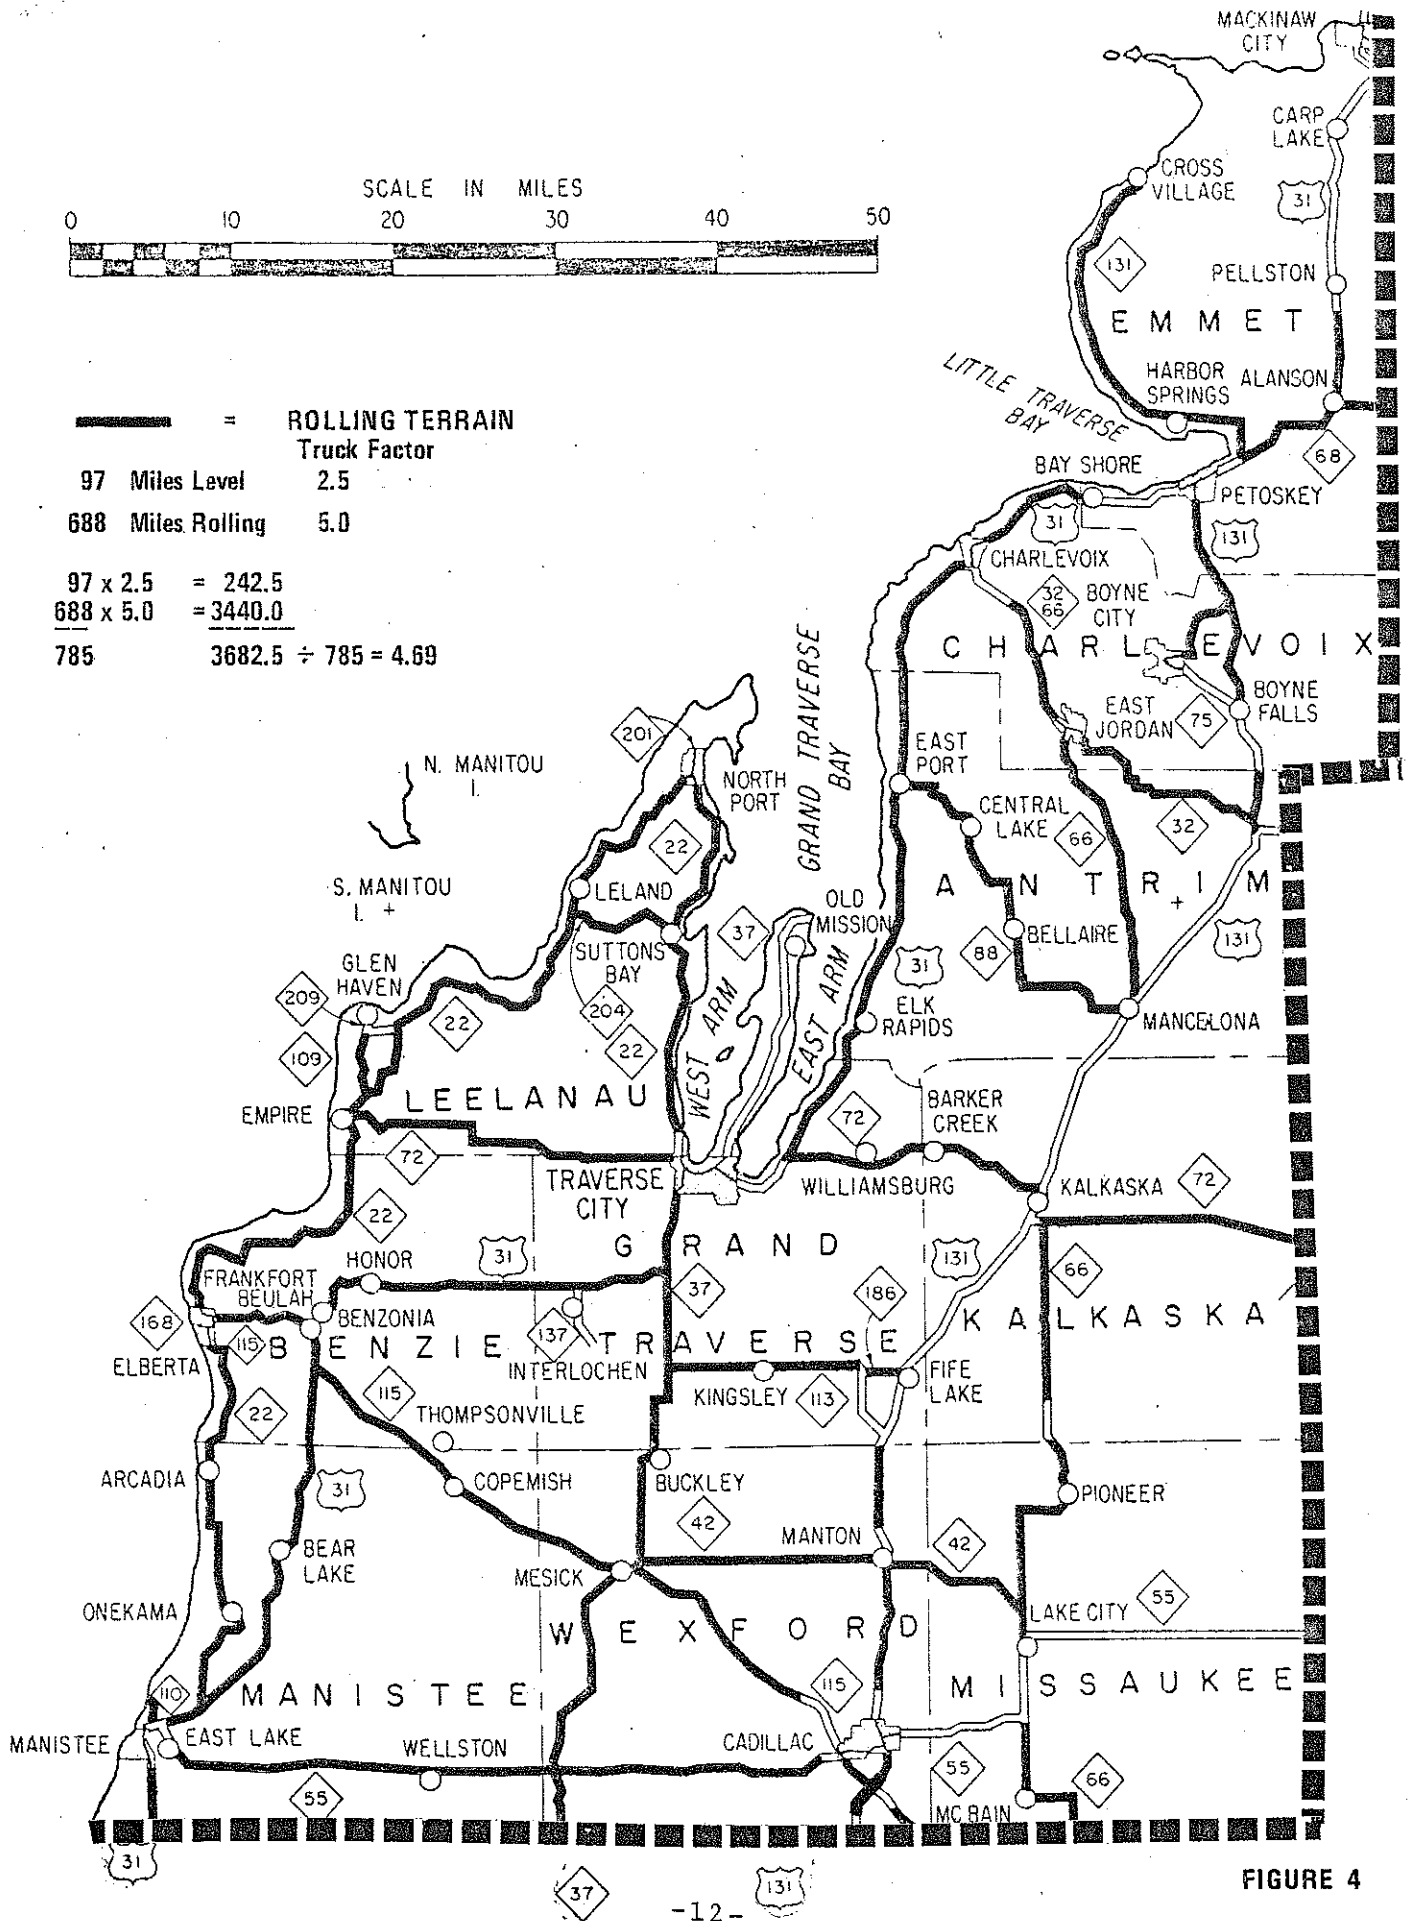 MACKINAW
CITY
CARP
LAKE
CROSS
VILLAGE
31
SCALE IN MILES
0 10 20 30 40 50
131
PELLSTON
EMMET
LITTLE TRAVERSE
BAY
HARBOR
SPRINGS
ALANSON
= ROLLING TERRAIN
Truck Factor
97 Miles Level 2.5
688 Miles Rolling 5.0
97 x 2.5 = 242.5
688 x 5.0 = 3440.0
785 3682.5 ÷ 785 = 4.69
68
BAY SHORE
PETOSKEY
31
131
CHARLEVOIX
32
66
BOYNE
CITY
CHARLEVOIX
EAST
JORDAN
75
BOYNE
FALLS
GRAND TRAVERSE
BAY
201
N. MANITOU
I.
NORTH
PORT
EAST
PORT
CENTRAL
LAKE
66
32
22
S. MANITOU
I. +
LELAND
ANTRIM
+
OLD
MISSION
37
SUTTONS
BAY
BELLAIRE
88
131
31
GLEN
HAVEN
209
22
204
WEST ARM
EAST ARM
ELK
RAPIDS
MANCELONA
109
22
LEELANAU
EMPIRE
72
BARKER
CREEK
72
TRAVERSE
CITY
WILLIAMSBURG
KALKASKA
72
22
HONOR
31
GRAND
131
66
FRANKFORT
BEULAH
BENZONIA
37
186
KALKASKA
168
115
BENZIE
137
TRAVERSE
ELBERTA
INTERLOCHEN
KINGSLEY
113
FIFE
LAKE
115
THOMPSONVILLE
22
ARCADIA
31
COPEMISH
BUCKLEY
PIONEER
42
MANTON
42
BEAR
LAKE
MESICK
ONEKAMA
LAKE CITY
55
WEXFORD
110
MANISTEE
115
MISSAUKEE
MANISTEE
EAST LAKE
WELLSTON
CADILLAC
55
55
66
MC BAIN
31
37
131
FIGURE 4
-12-